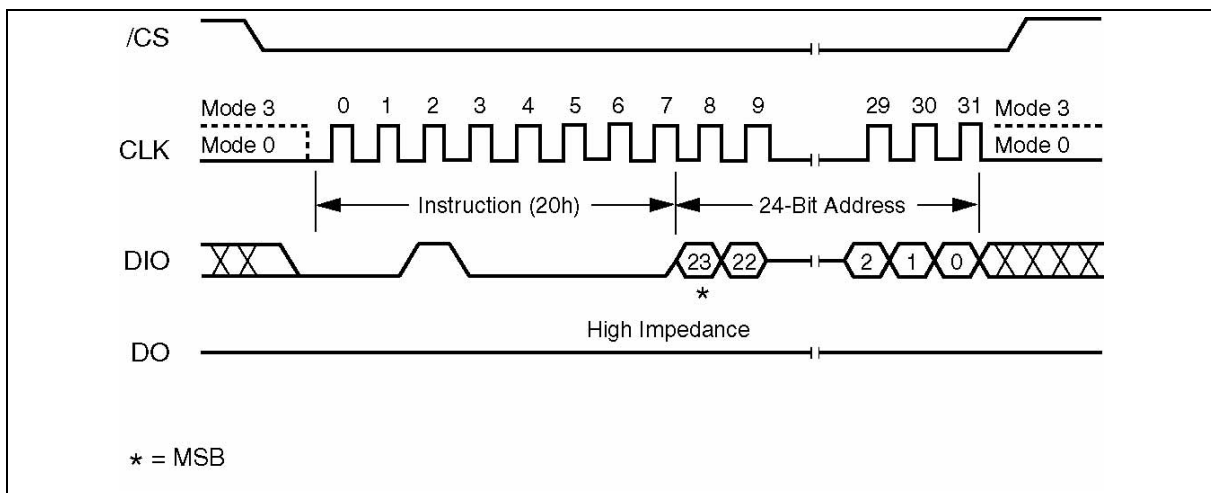 /CS
Mode 3 0 1 2 3 4 5 6 7 8 9 29 30 31 Mode 3
CLK Mode 0 Mode 0
Instruction (20h) 24-Bit Address
DIO 23 22 2 1 0
*
High Impedance
DO
* = MSB